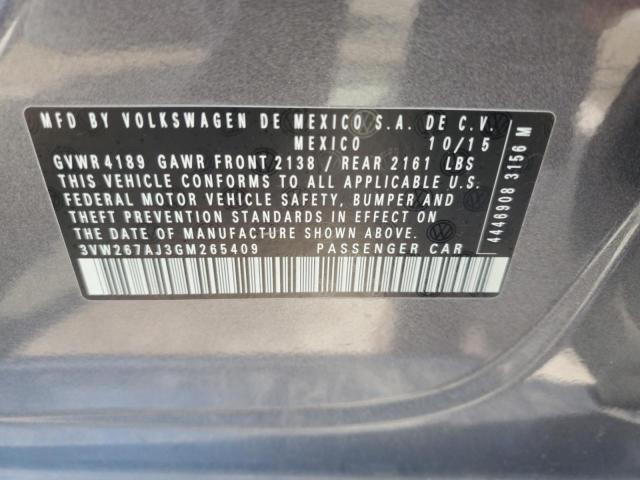 MFD BY VOLKSWAGEN DE MEXICO S.A. DE C.V.
MEXICO 10/15
GVWR 4189 GAWR FRONT 2138 / REAR 2161 LBS
THIS VEHICLE CONFORMS TO ALL APPLICABLE U.S.
FEDERAL MOTOR VEHICLE SAFETY, BUMPER AND
THEFT PREVENTION STANDARDS IN EFFECT ON
THE DATE OF MANUFACTURE SHOWN ABOVE.
3VW267AJ3GM265409 PASSENGER CAR
4446908 3156 M